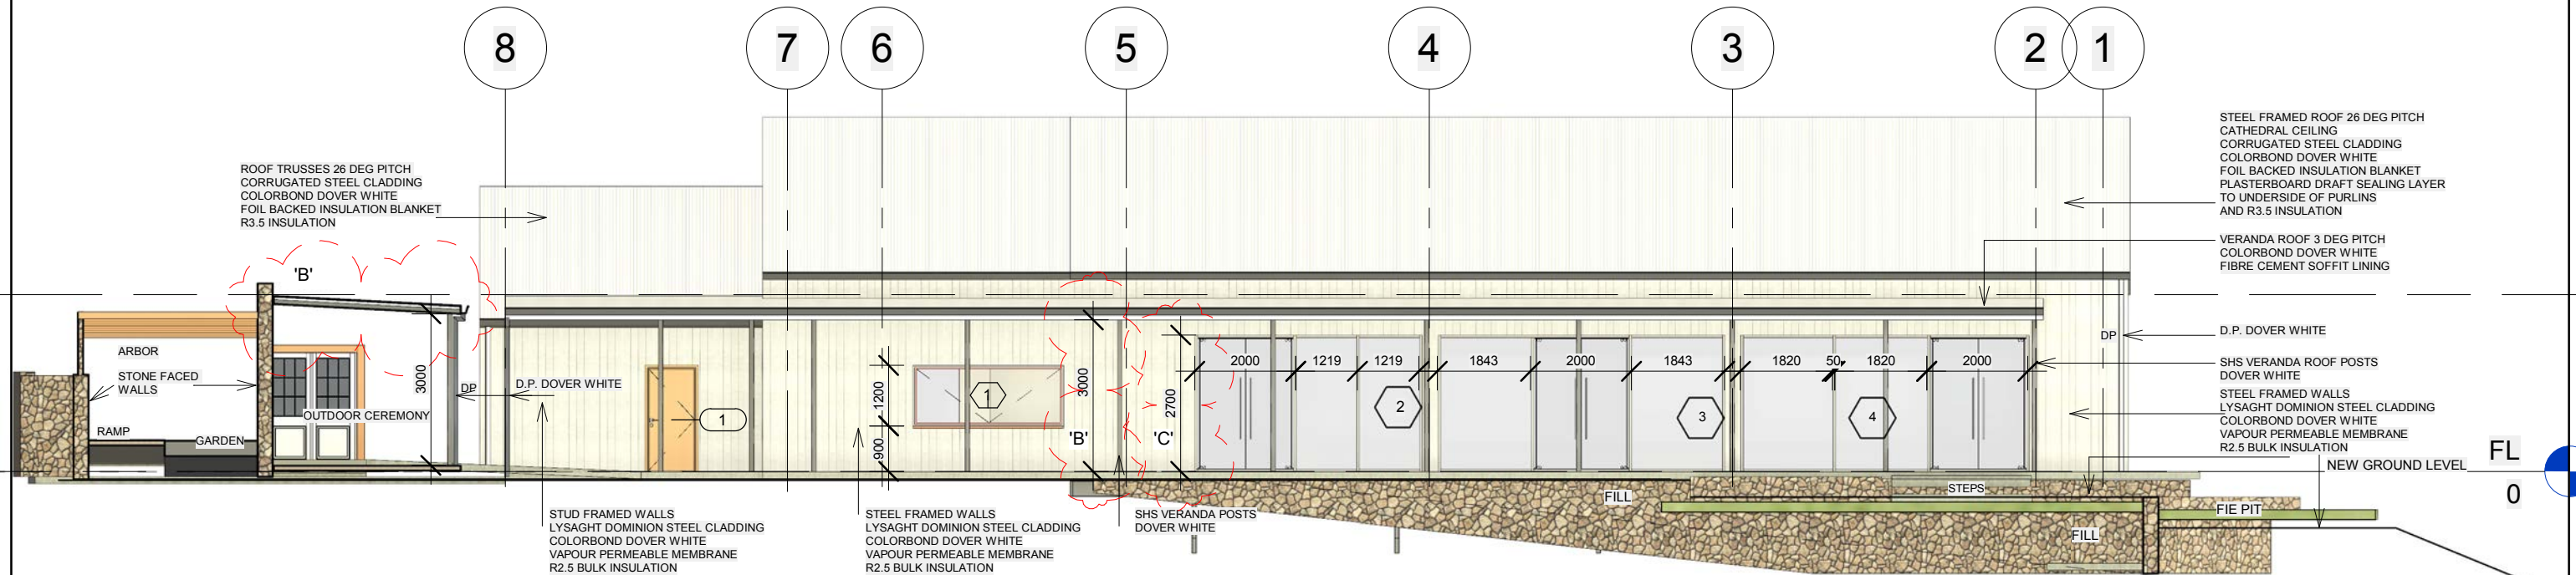 8
7
6
5
4
3
2
1
STEEL FRAMED ROOF 26 DEG PITCH
CATHEDRAL CEILING
CORRUGATED STEEL CLADDING
COLORBOND DOVER WHITE
FOIL BACKED INSULATION BLANKET
PLASTERBOARD DRAFT SEALING LAYER
TO UNDERSIDE OF PURLINS
AND R3.5 INSULATION
ROOF TRUSSES 26 DEG PITCH
CORRUGATED STEEL CLADDING
COLORBOND DOVER WHITE
FOIL BACKED INSULATION BLANKET
R3.5 INSULATION
VERANDA ROOF 3 DEG PITCH
COLORBOND DOVER WHITE
FIBRE CEMENT SOFFIT LINING
'B'
ARBOR
STONE FACED
WALLS
3000
DP
D.P. DOVER WHITE
OUTDOOR CEREMONY
RAMP
GARDEN
1
1200
900
1
3000
'B'
2700
'C'
2000
1219
1219
2
1843
2000
1843
3
1820
50
1820
4
2000
DP
D.P. DOVER WHITE
SHS VERANDA ROOF POSTS
DOVER WHITE
STEEL FRAMED WALLS
LYSAGHT DOMINION STEEL CLADDING
COLORBOND DOVER WHITE
VAPOUR PERMEABLE MEMBRANE
R2.5 BULK INSULATION
NEW GROUND LEVEL
FL
0
STEPS
FILL
FIE PIT
FILL
STUD FRAMED WALLS
LYSAGHT DOMINION STEEL CLADDING
COLORBOND DOVER WHITE
VAPOUR PERMEABLE MEMBRANE
R2.5 BULK INSULATION
STEEL FRAMED WALLS
LYSAGHT DOMINION STEEL CLADDING
COLORBOND DOVER WHITE
VAPOUR PERMEABLE MEMBRANE
R2.5 BULK INSULATION
SHS VERANDA POSTS
DOVER WHITE